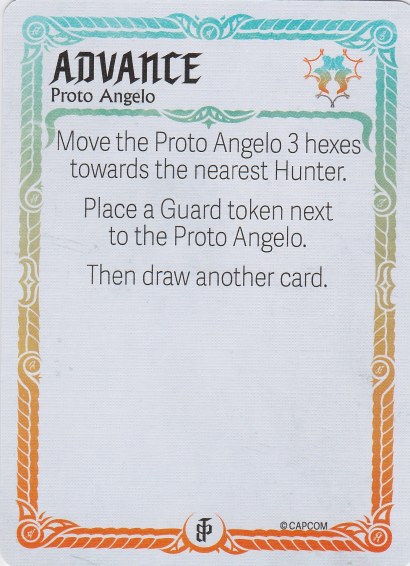 ADVANCE
Proto Angelo
Move the Proto Angelo 3 hexes
towards the nearest Hunter.
Place a Guard token next
to the Proto Angelo.
Then draw another card.
© CAPCOM